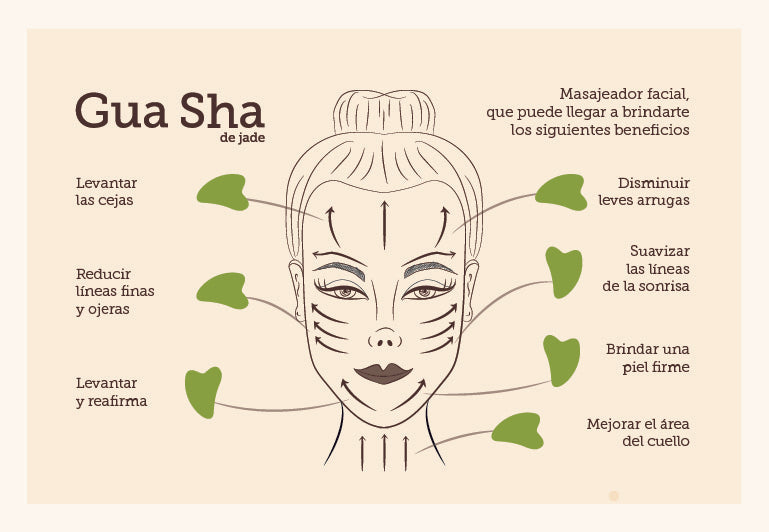 Gua Sha
de jade
Masajeador facial,
que puede llegar a brindarte
los siguientes beneficios
Levantar
las cejas
Reducir
líneas finas
y ojeras
Levantar
y reafirma
Disminuir
leves arrugas
Suavizar
las líneas
de la sonrisa
Brindar una
piel firme
Mejorar el área
del cuello